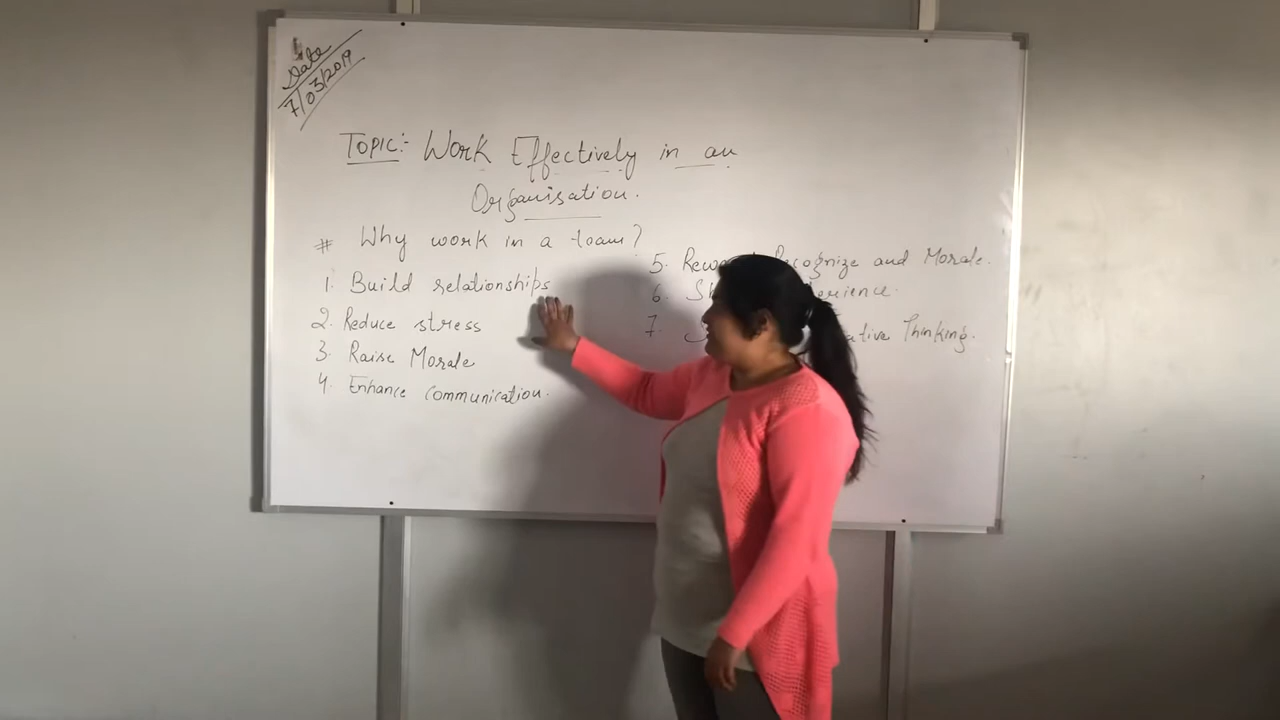 Date
7/03/2019
Topic:- Work Effectively in an
Organisation.
# Why work in a team?
1. Build relationships
2. Reduce stress
3. Raise Morale
4. Enhance communication.
5. Recognize and Morale.
6.
7. Thinking.